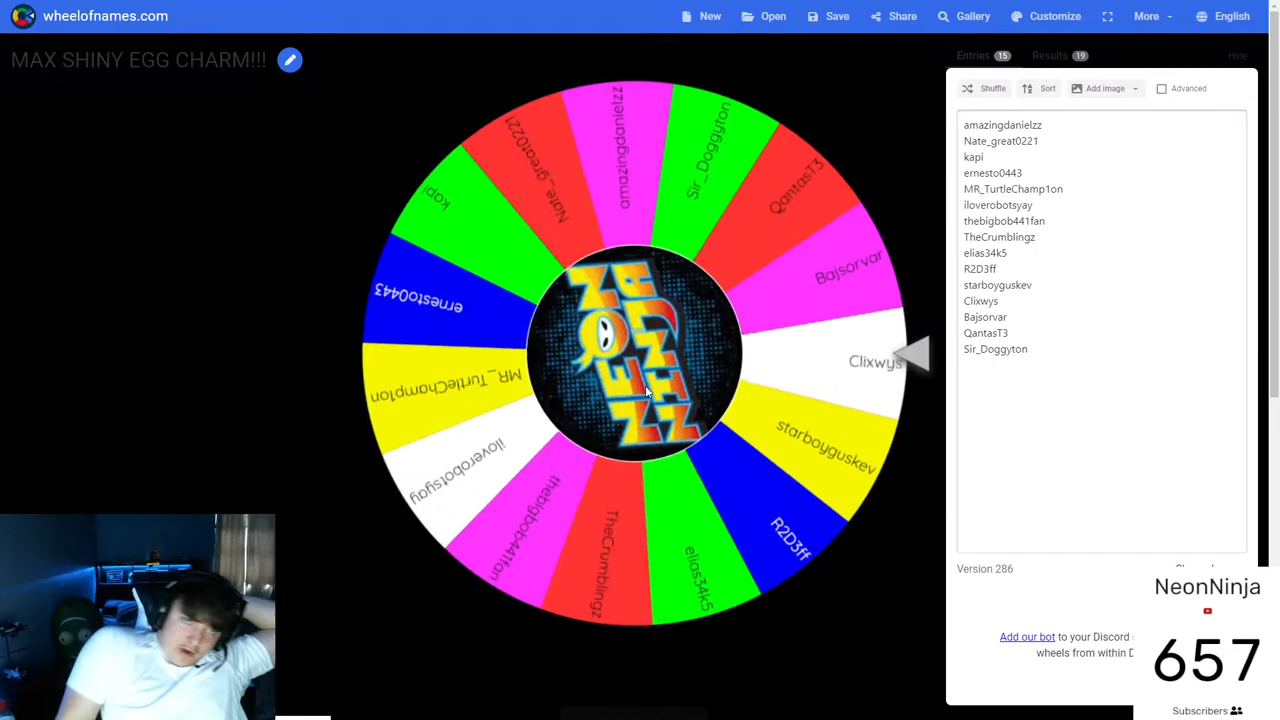 wheelofnames.com
New
Open
Save
Share
Gallery
Customize
More
English
MAX SHINY EGG CHARM!!!
Entries 15
Results 19
Hide
Shuffle
Sort
Add image
Advanced
amazingdanielzz
Nate_great0221
kapi
ernesto0443
MR_TurtleChamp1on
iloverobotsyay
thebigbob441fan
TheCrumblingz
elias34k5
R2D3ff
starboyguskev
Clixwys
Bajsorvar
QantasT3
Sir_Doggyton
amazingdanielzz
Sir_Doggyton
QantasT3
Bajsorvar
Clixwys
starboyguskev
R2D3ff
elias34k5
TheCrumblingz
thebigbob441fan
iloverobotsyay
MR_TurtleChamp1on
ernesto0443
kapi
Nate_great0221
NEON
NINJA
Version 286
Add our bot to your Discord
wheels from within D
NeonNinja
657
Subscribers